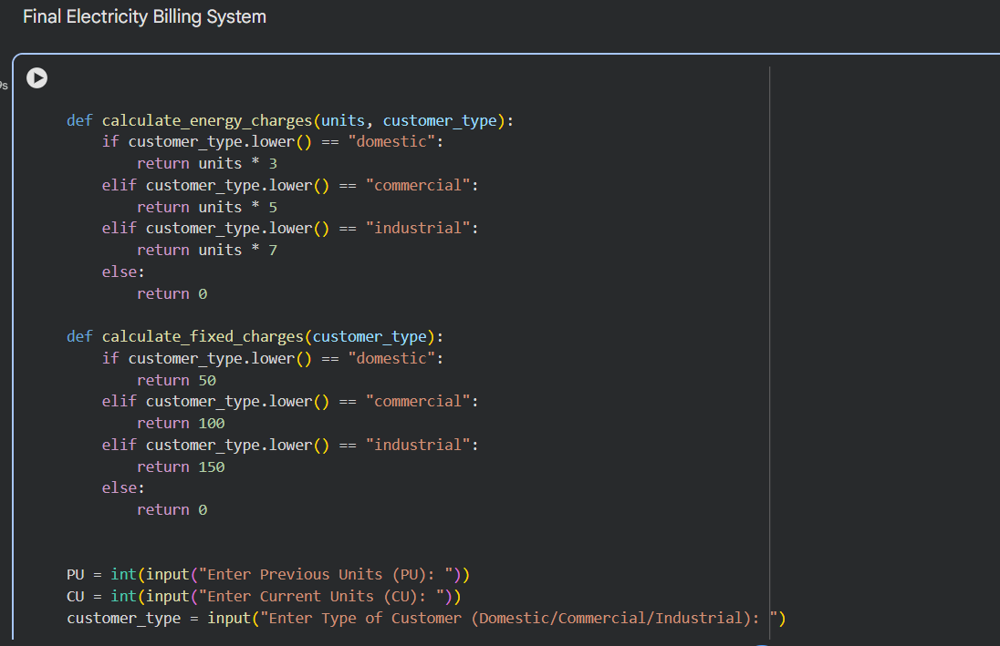 Final Electricity Billing System
9s
def calculate_energy_charges(units, customer_type):
    if customer_type.lower() == "domestic":
        return units * 3
    elif customer_type.lower() == "commercial":
        return units * 5
    elif customer_type.lower() == "industrial":
        return units * 7
    else:
        return 0

def calculate_fixed_charges(customer_type):
    if customer_type.lower() == "domestic":
        return 50
    elif customer_type.lower() == "commercial":
        return 100
    elif customer_type.lower() == "industrial":
        return 150
    else:
        return 0

PU = int(input("Enter Previous Units (PU): "))
CU = int(input("Enter Current Units (CU): "))
customer_type = input("Enter Type of Customer (Domestic/Commercial/Industrial): ")